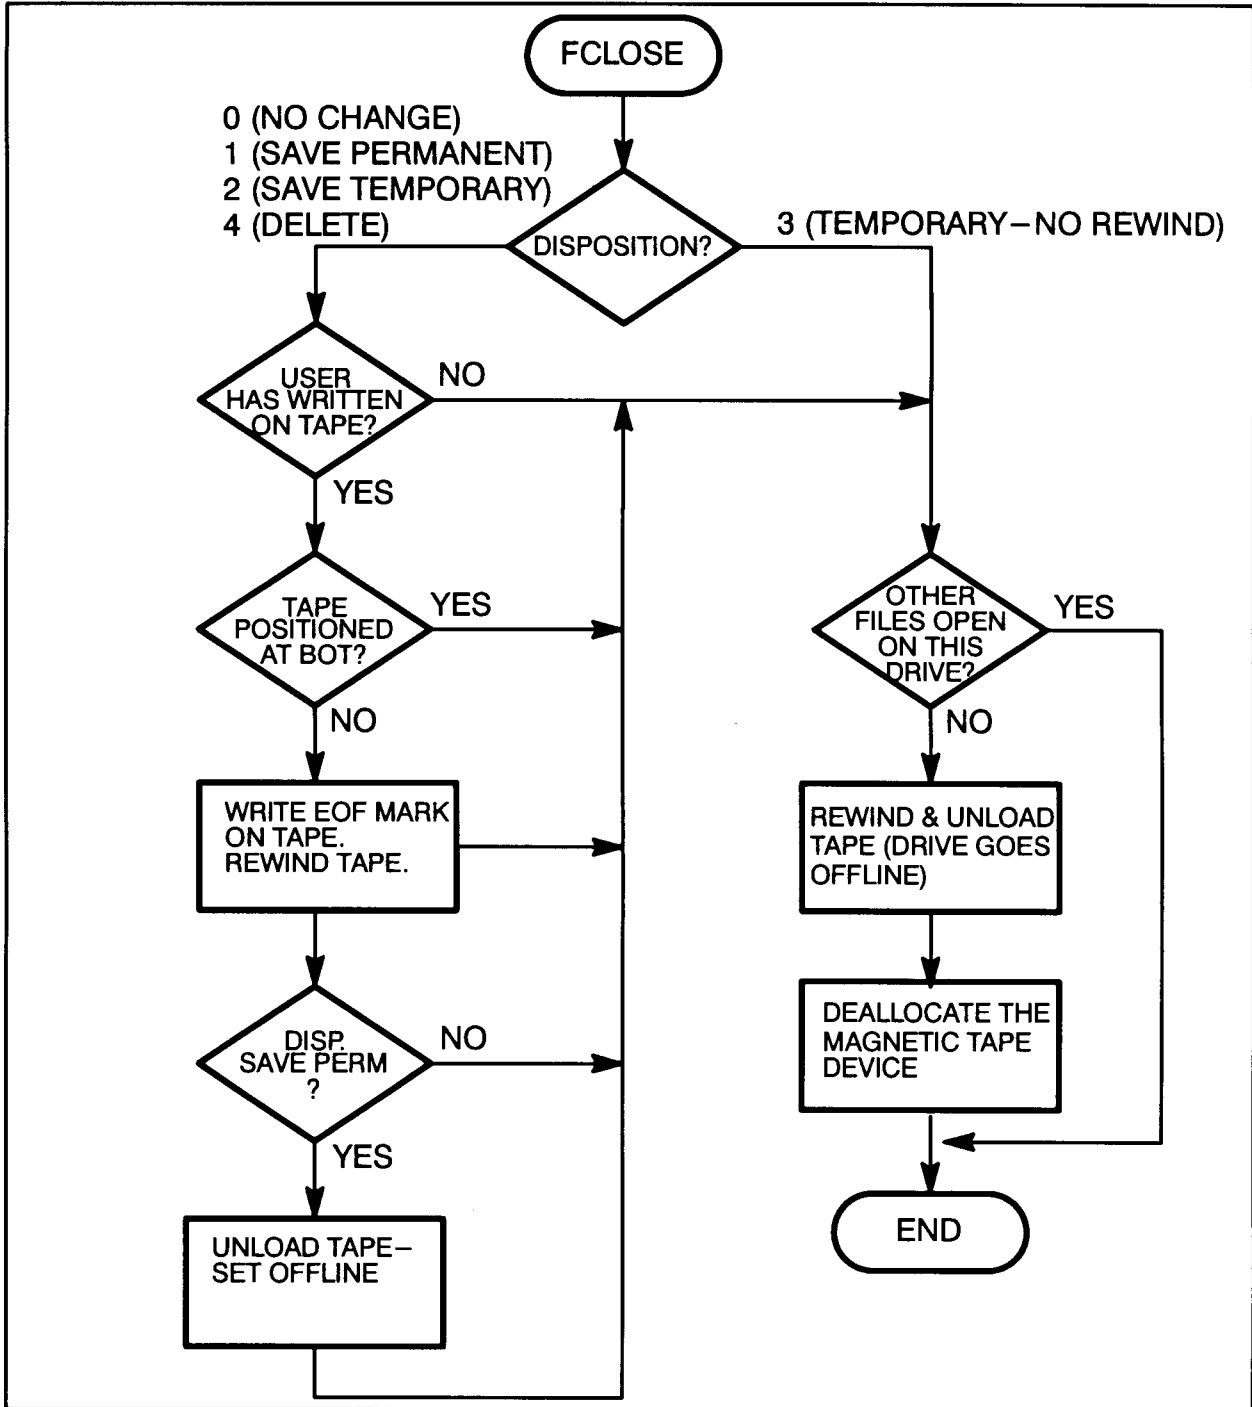 FCLOSE
0 (NO CHANGE)
1 (SAVE PERMANENT)
2 (SAVE TEMPORARY)
4 (DELETE)
DISPOSITION?
3 (TEMPORARY–NO REWIND)
USER
HAS WRITTEN
ON TAPE?
NO
YES
TAPE
POSITIONED
AT BOT?
YES
NO
WRITE EOF MARK
ON TAPE.
REWIND TAPE.
DISP.
SAVE PERM
?
NO
YES
UNLOAD TAPE–
SET OFFLINE
OTHER
FILES OPEN
ON THIS
DRIVE?
YES
NO
REWIND & UNLOAD
TAPE (DRIVE GOES
OFFLINE)
DEALLOCATE THE
MAGNETIC TAPE
DEVICE
END